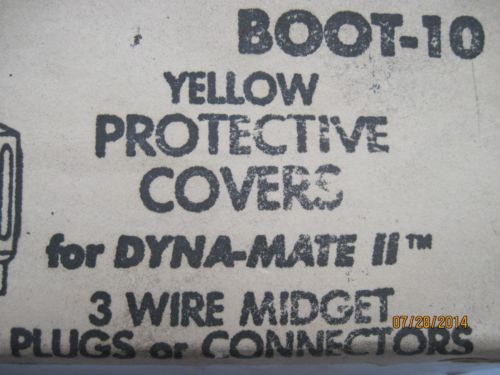 BOOT-10
YELLOW
PROTECTIVE
COVERS
for DYNA-MATE II™
3 WIRE MIDGET
PLUGS or CONNECTORS
07/28/2014